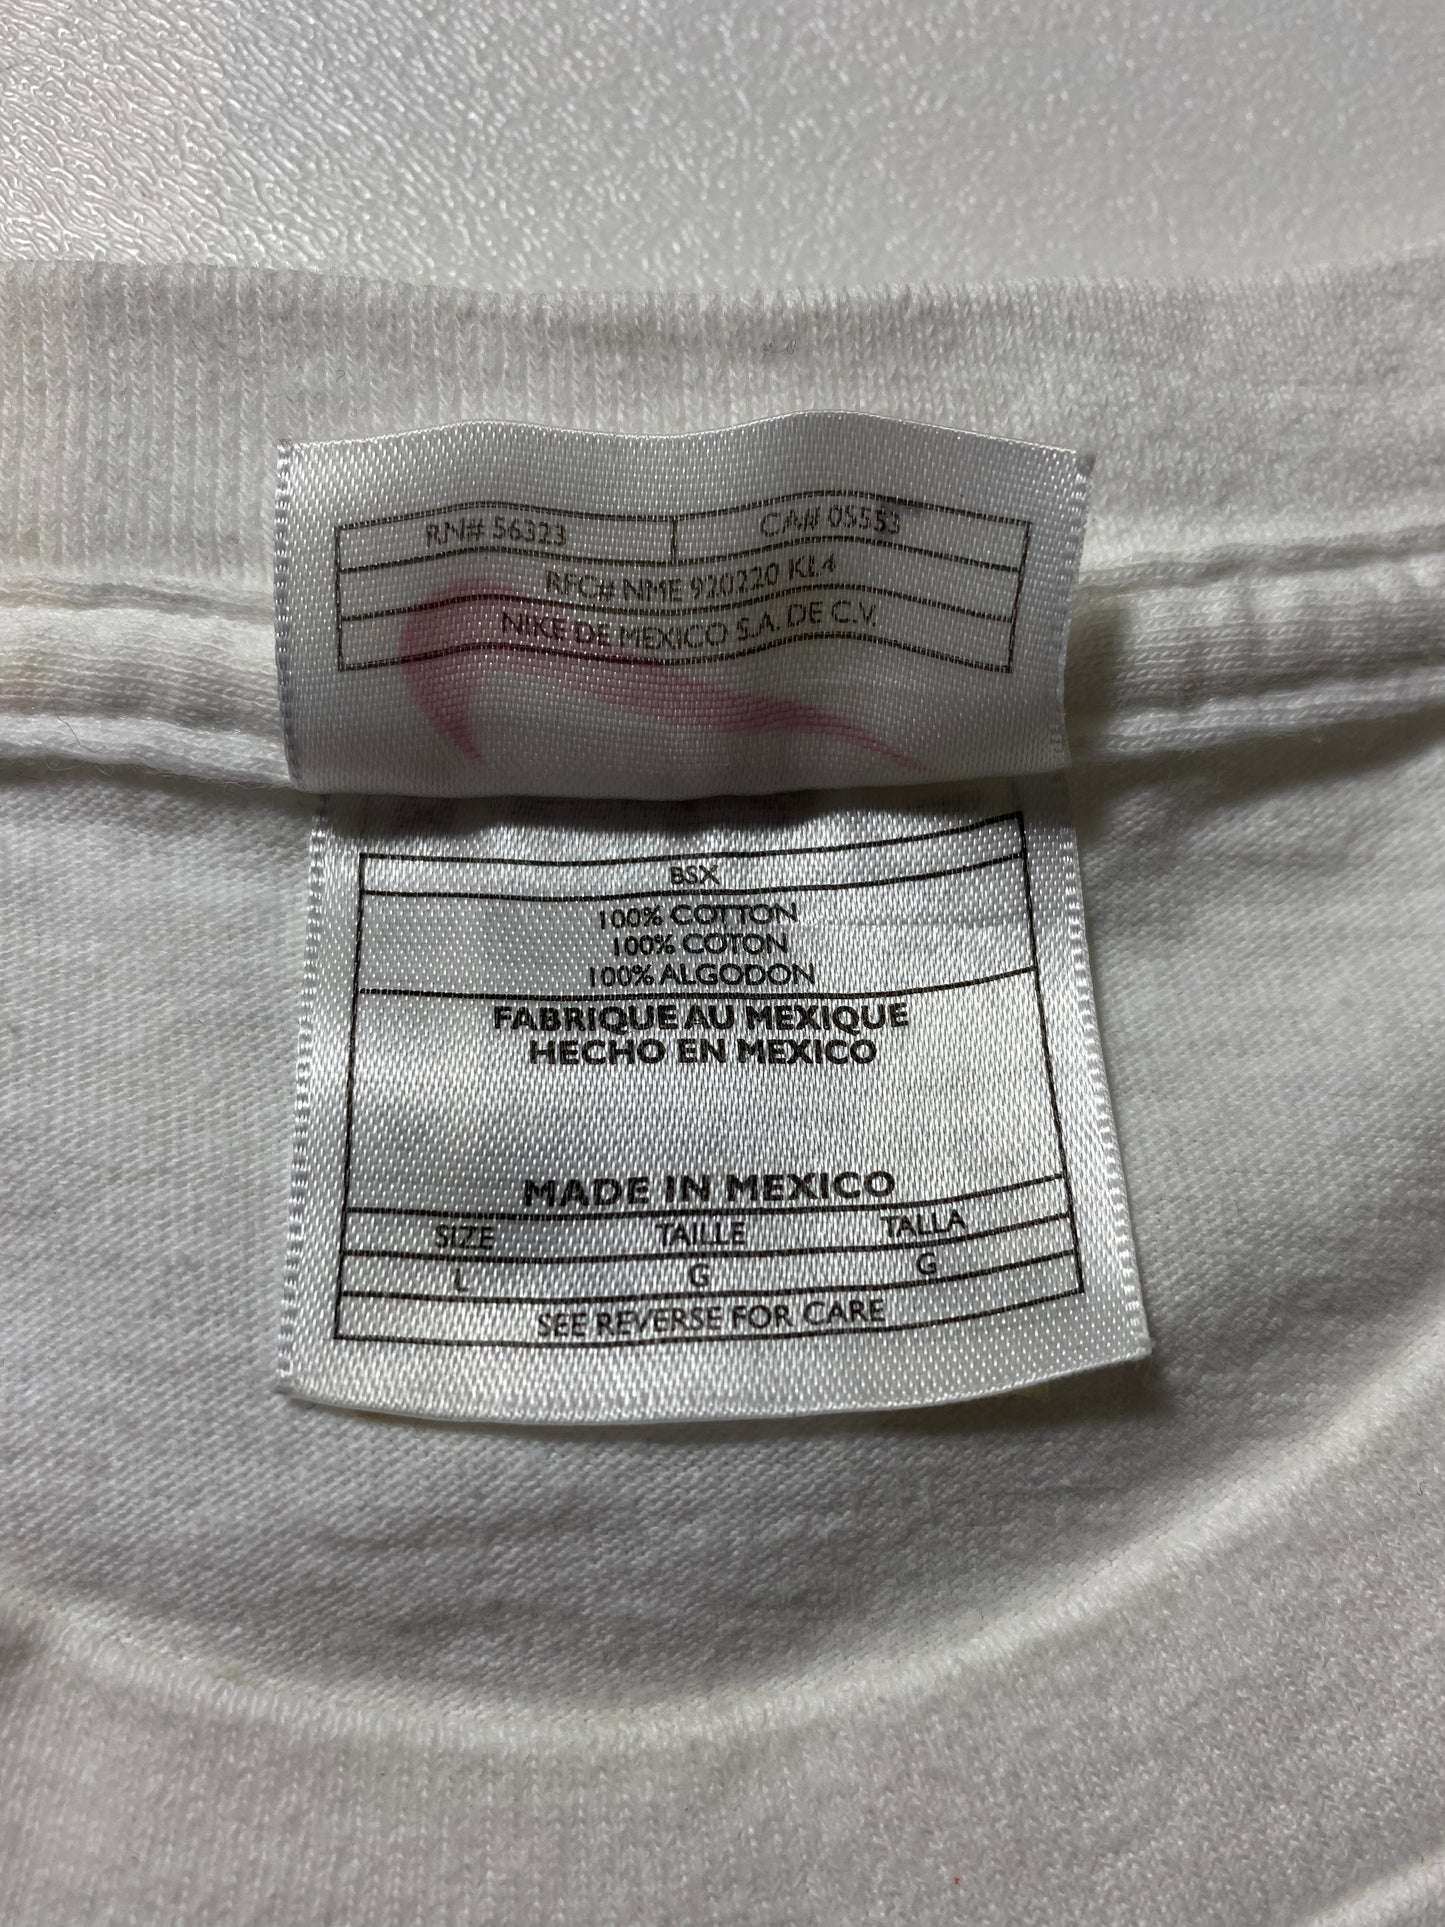 RN# 56323 CA# 05553
RFC# NME 920220 KL4
NIKE DE MEXICO S.A. DE C.V.
BSX
100% COTTON
100% COTON
100% ALGODON
FABRIQUE AU MEXIQUE
HECHO EN MEXICO
MADE IN MEXICO
SIZE TAILLE TALLA
L G G
SEE REVERSE FOR CARE